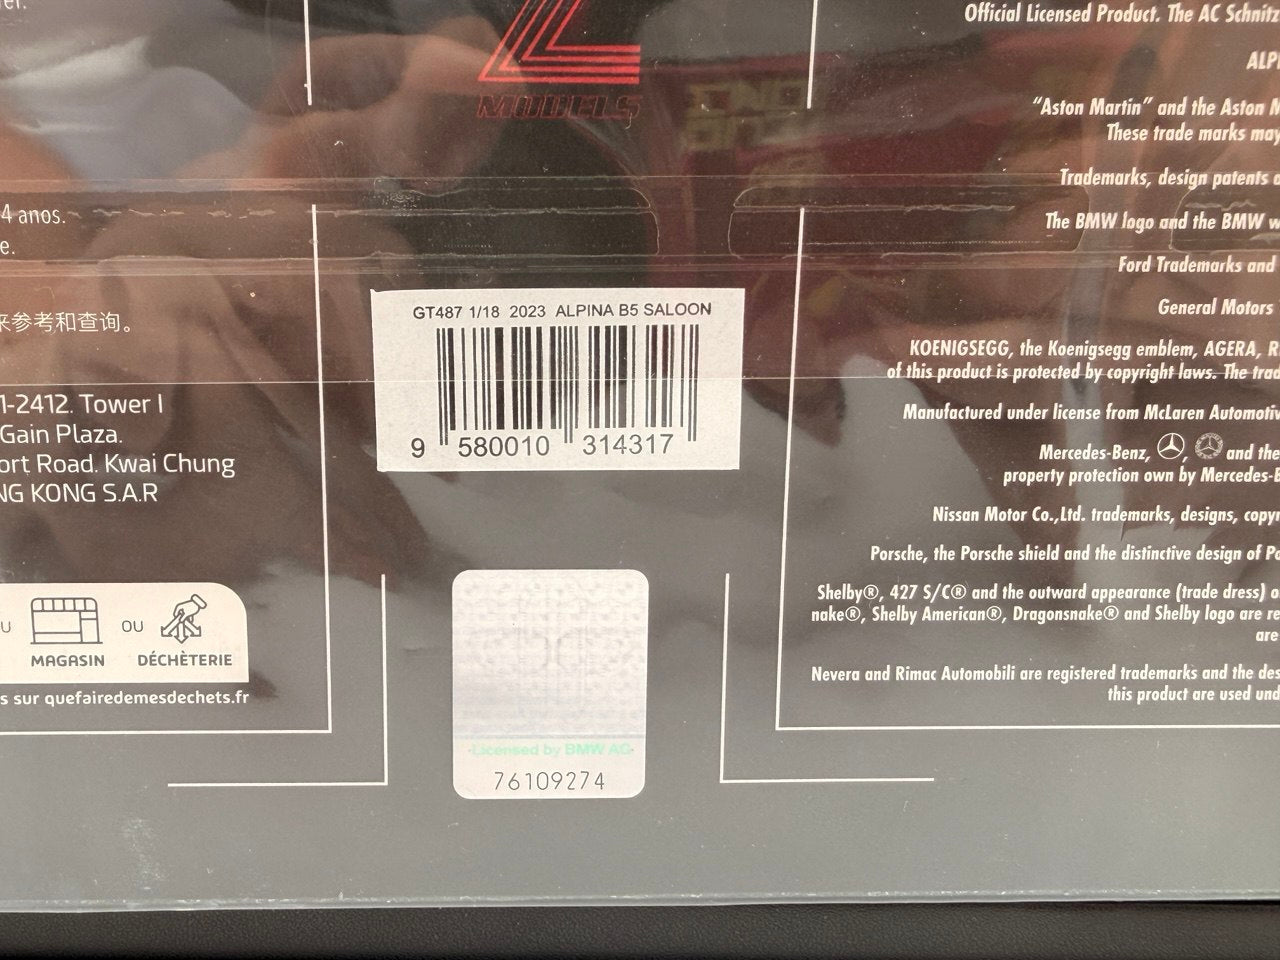 MODELS
4 anos.
e.
来参考和查询。
1-2412. Tower I
Gain Plaza.
ort Road. Kwai Chung
NG KONG S.A.R
U
MAGASIN
OU
DÉCHÈTERIE
s sur quefairedemesdechets.fr
GT487 1/18 2023 ALPINA B5 SALOON
9 580010 314317
Licensed by BMW AG
76109274
Official Licensed Product. The AC Schnitz
ALPI
“Aston Martin” and the Aston M
These trade marks may
Trademarks, design patents a
The BMW logo and the BMW w
Ford Trademarks and
General Motors
KOENIGSEGG, the Koenigsegg emblem, AGERA, R
of this product is protected by copyright laws. The trad
Manufactured under license from McLaren Automotiv
Mercedes-Benz, , and the
property protection own by Mercedes-B
Nissan Motor Co.,Ltd. trademarks, designs, copyr
Porsche, the Porsche shield and the distinctive design of Po
Shelby®, 427 S/C® and the outward appearance (trade dress) o
nake®, Shelby American®, Dragonsnake® and Shelby logo are re
are
Nevera and Rimac Automobili are registered trademarks and the des
this product are used und